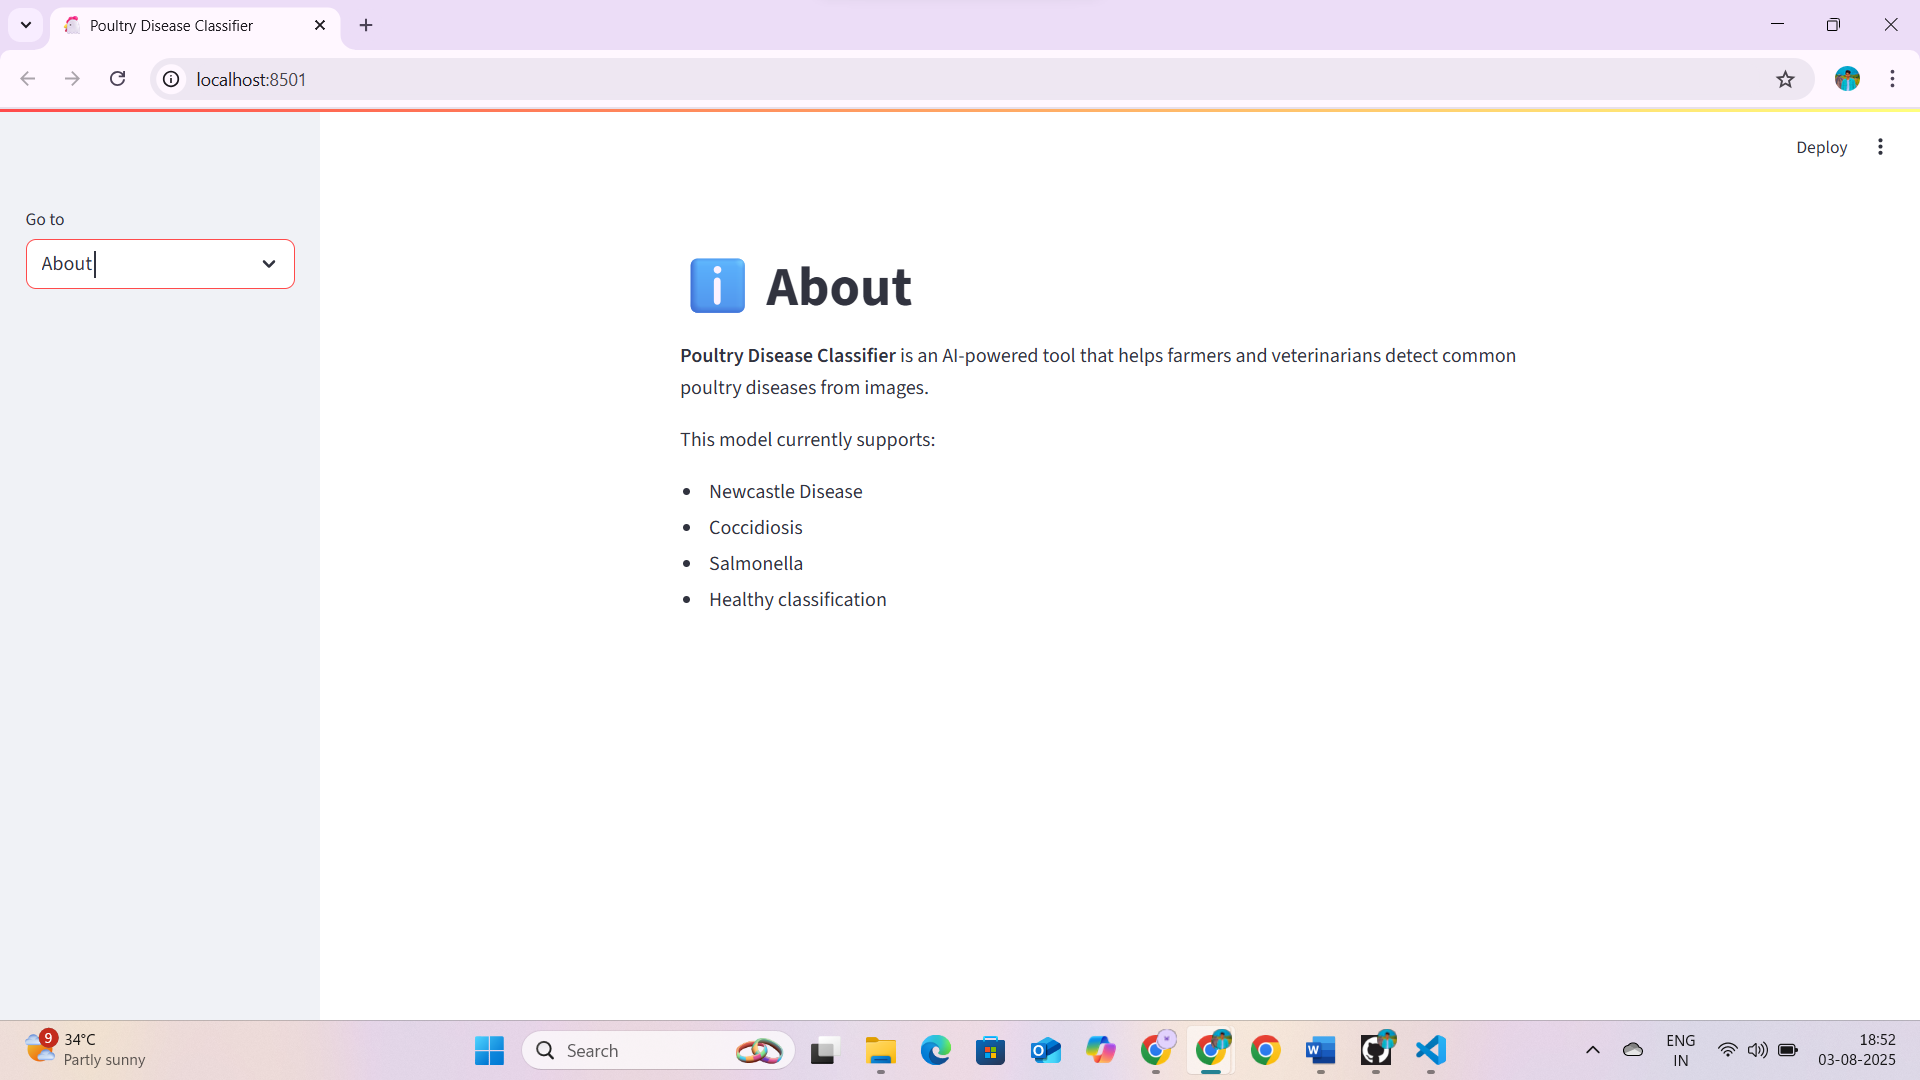 Poultry Disease Classifier
localhost:8501
Deploy
Go to
About
About
Poultry Disease Classifier is an AI-powered tool that helps farmers and veterinarians detect common
poultry diseases from images.
This model currently supports:
Newcastle Disease
Coccidiosis
Salmonella
Healthy classification
9
34°C
Partly sunny
Search
ENG
IN
18:52
03-08-2025